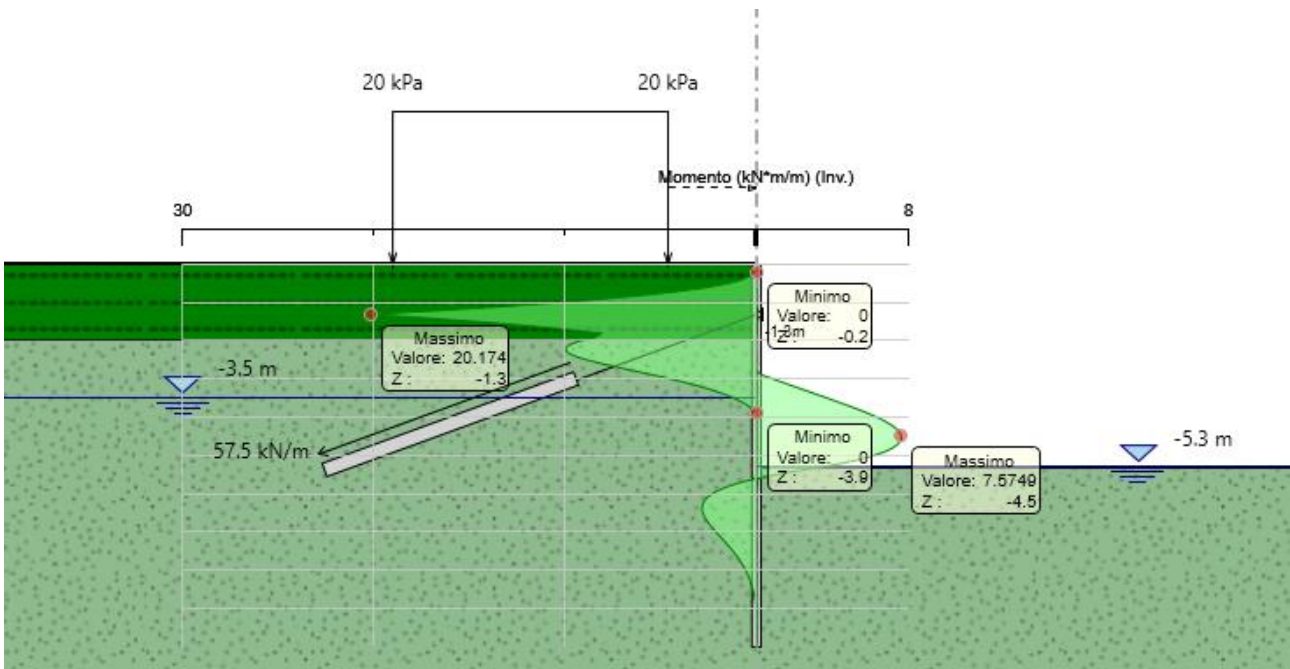 20 kPa
20 kPa
Momento (kN*m/m) (Inv.)
30
8
Minimo
Valore: 0
Z : -0.2
-1.3m
Massimo
Valore: 20.174
Z : -1.3
-3.5 m
57.5 kN/m
Minimo
Valore: 0
Z : -3.9
-5.3 m
Massimo
Valore: 7.5749
Z : -4.5